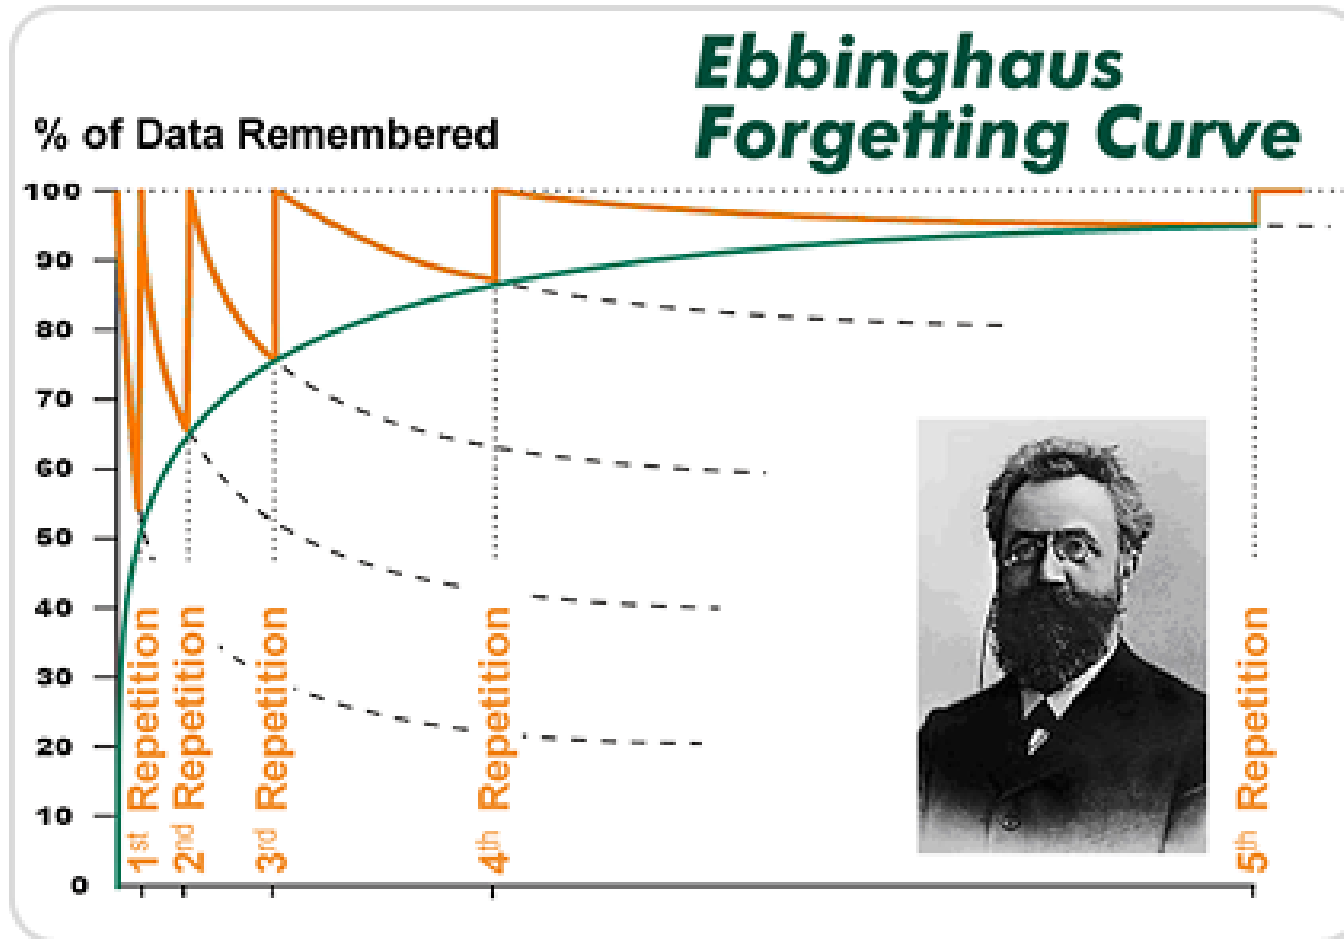 Ebbinghaus
Forgetting Curve
% of Data Remembered
100
90
80
70
60
50
40
30
20
10
0
1st Repetition
2nd Repetition
3rd Repetition
4th Repetition
5th Repetition